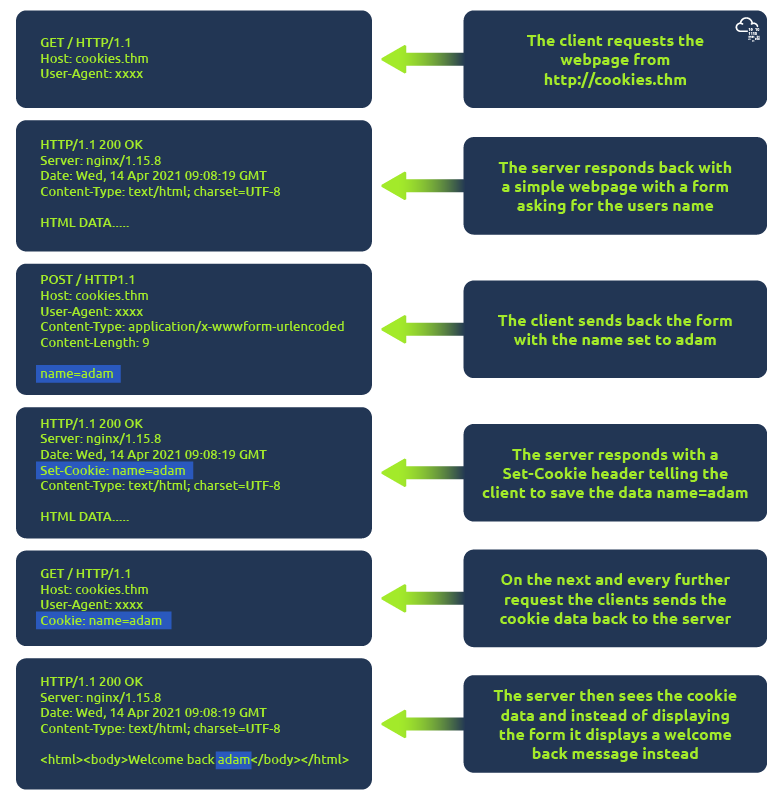 GET / HTTP/1.1
Host: cookies.thm
User-Agent: xxxx
The client requests the
webpage from
http://cookies.thm
HTTP/1.1 200 OK
Server: nginx/1.15.8
Date: Wed, 14 Apr 2021 09:08:19 GMT
Content-Type: text/html; charset=UTF-8
HTML DATA.....
The server responds back with
a simple webpage with a form
asking for the users name
POST / HTTP1.1
Host: cookies.thm
User-Agent: xxxx
Content-Type: application/x-wwwform-urlencoded
Content-Length: 9
name=adam
The client sends back the form
with the name set to adam
HTTP/1.1 200 OK
Server: nginx/1.15.8
Date: Wed, 14 Apr 2021 09:08:19 GMT
Set-Cookie: name=adam
Content-Type: text/html; charset=UTF-8
HTML DATA.....
The server responds with a
Set-Cookie header telling the
client to save the data name=adam
GET / HTTP/1.1
Host: cookies.thm
User-Agent: xxxx
Cookie: name=adam
On the next and every further
request the clients sends the
cookie data back to the server
HTTP/1.1 200 OK
Server: nginx/1.15.8
Date: Wed, 14 Apr 2021 09:08:19 GMT
Content-Type: text/html; charset=UTF-8
<html><body>Welcome back adam</body></html>
The server then sees the cookie
data and instead of displaying
the form it displays a welcome
back message instead